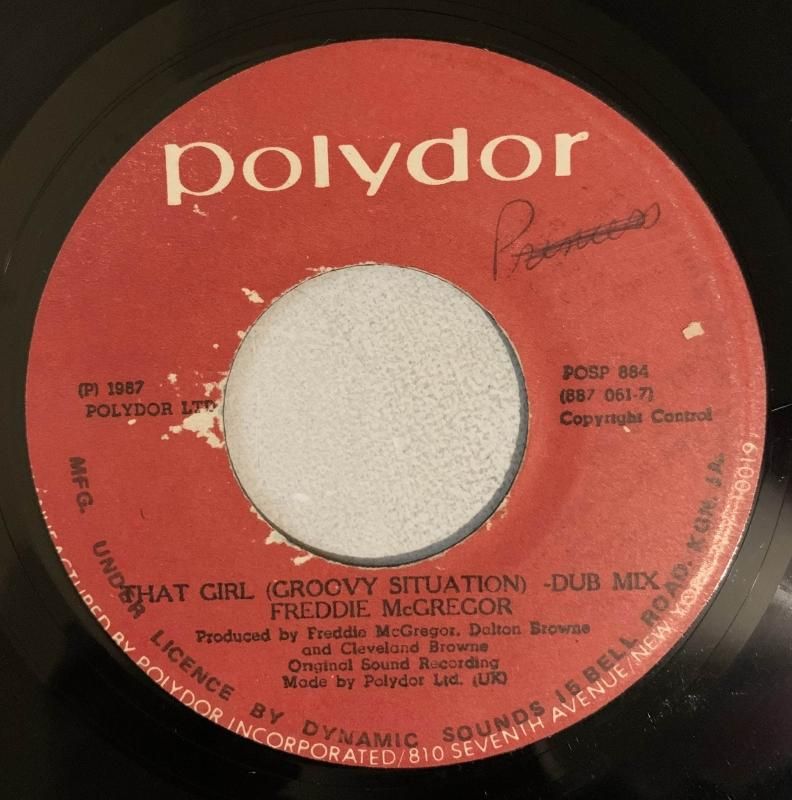 polydor
(P) 1987
POLYDOR LTD
POSP 884
(887 061-7)
Copyright Control
THAT GIRL (GROOVY SITUATION) -DUB MIX
FREDDIE McGREGOR
Produced by Freddie McGregor, Dalton Browne
and Cleveland Browne
Original Sound Recording
Made by Polydor Ltd. (UK)
MFG. UNDER LICENCE BY DYNAMIC SOUNDS 15 BELL ROAD. KGN. JA.
BY POLYDOR INCORPORATED/810 SEVENTH AVENUE/NEW YORK 10019